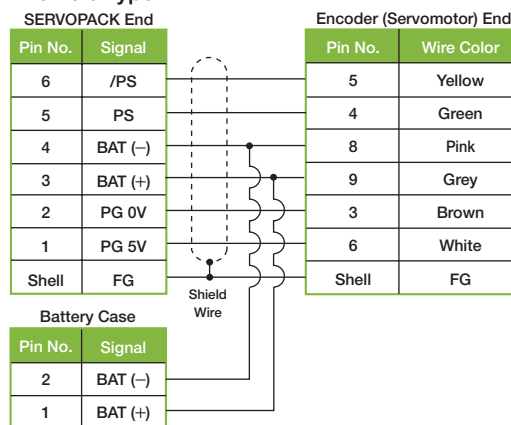 SERVOPACK End
Encoder (Servomotor) End
Pin No. Signal Pin No. Wire Color
6 /PS 5 Yellow
5 PS 4 Green
4 BAT (−) 8 Pink
3 BAT (+) 9 Grey
2 PG 0V 3 Brown
1 PG 5V 6 White
Shell FG Shell FG
Shield
Wire
Battery Case
Pin No. Signal
2 BAT (−)
1 BAT (+)